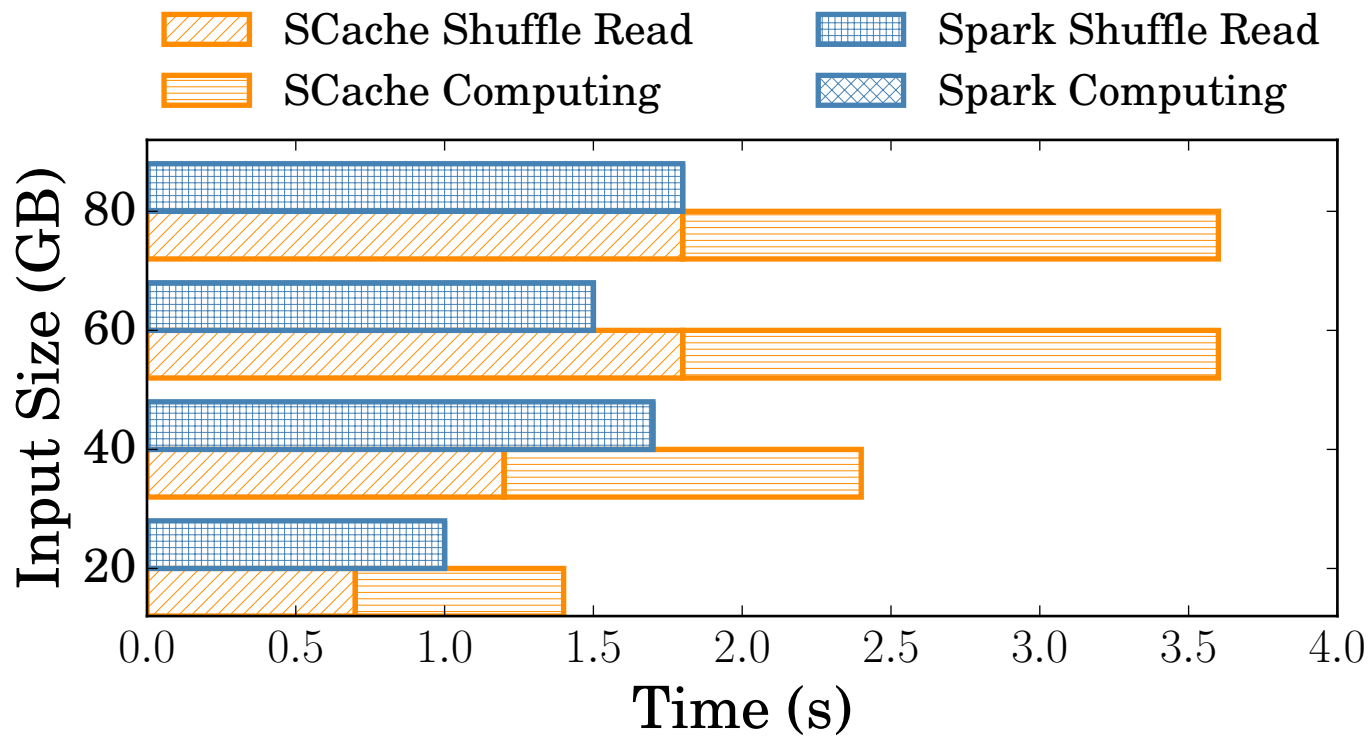 SCache Shuffle Read
Spark Shuffle Read
SCache Computing
Spark Computing
Input Size (GB)
80
60
40
20
0.0 0.5 1.0 1.5 2.0 2.5 3.0 3.5 4.0
Time (s)